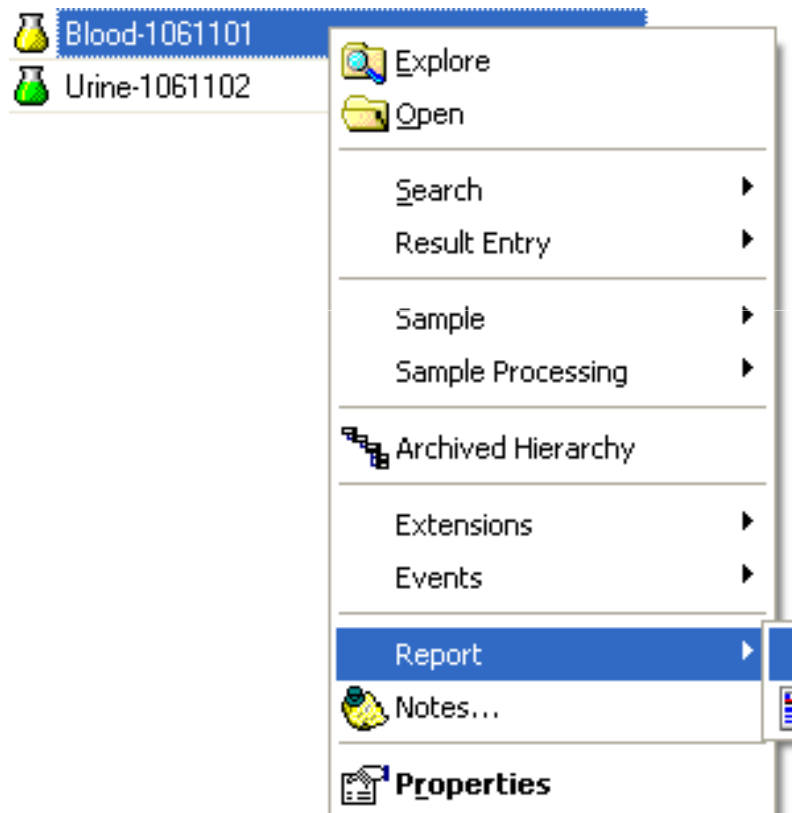 Blood-1061101
Urine-1061102
Explore
Open
Search
Result Entry
Sample
Sample Processing
Archived Hierarchy
Extensions
Events
Report
Notes...
Properties